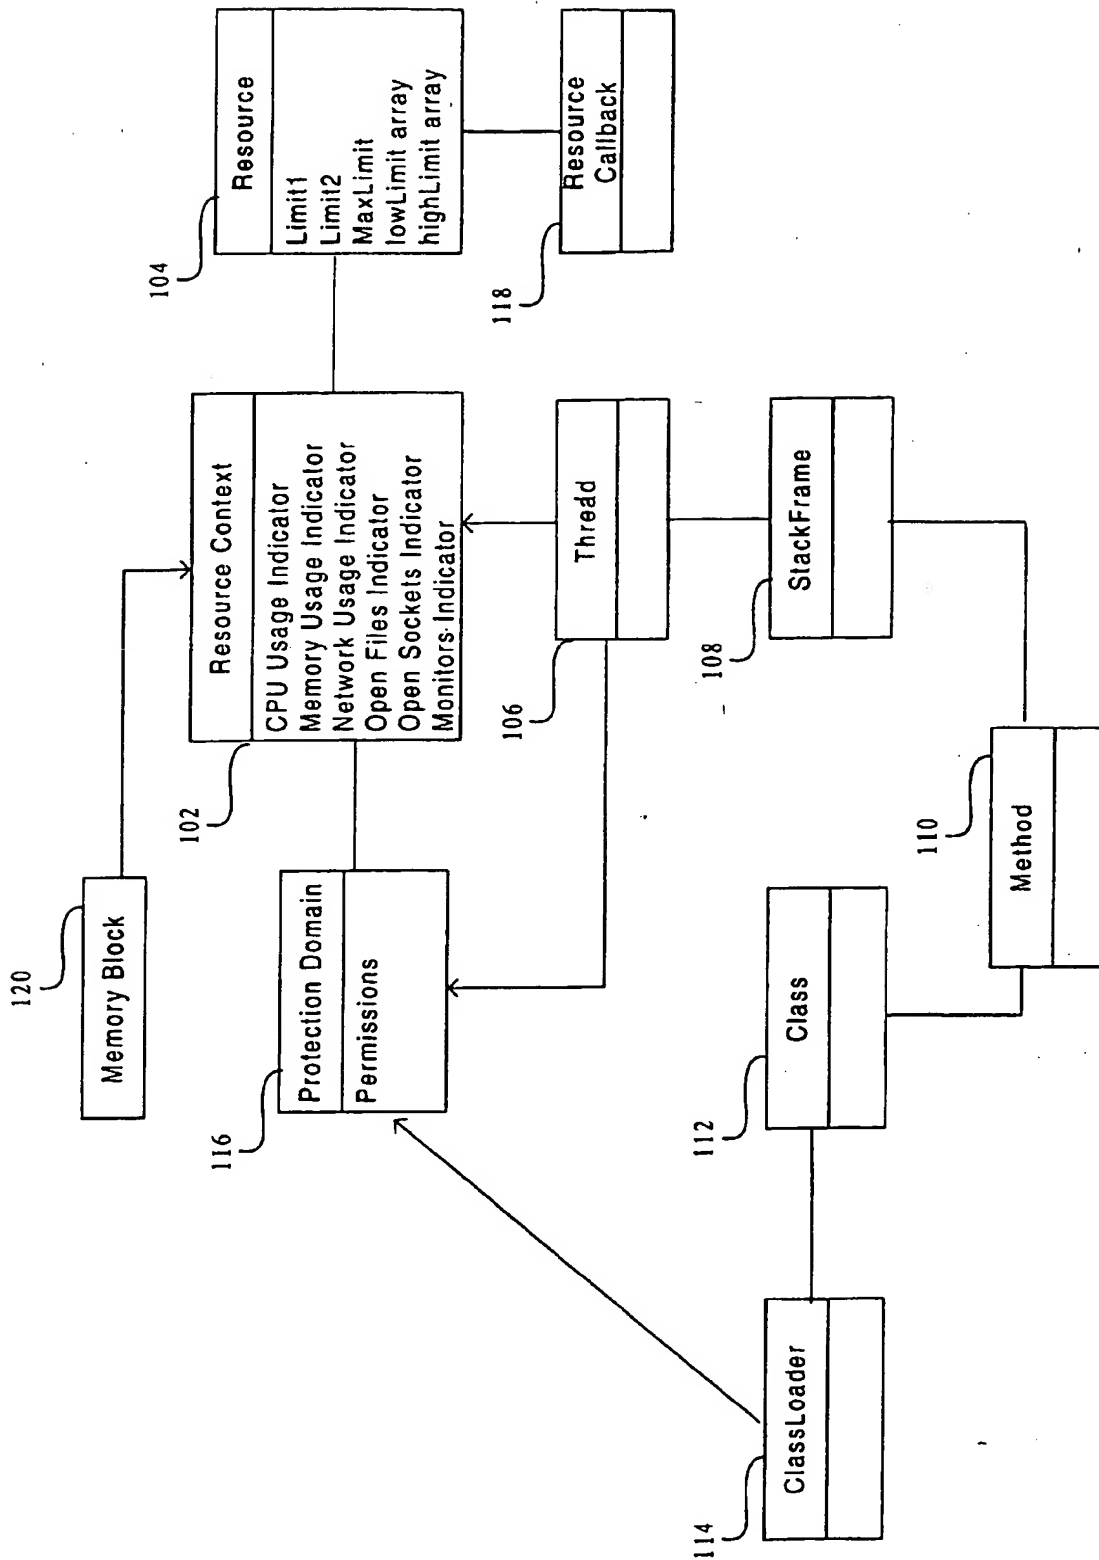 120
Memory Block
102
Resource Context
CPU Usage Indicator
Memory Usage Indicator
Network Usage Indicator
Open Files Indicator
Open Sockets Indicator
Monitors Indicator
104
Resource
Limit1
Limit2
MaxLimit
lowLimit array
highLimit array
116
Protection Domain
Permissions
118
Resource
Callback
106
Thread
108
StackFrame
114
ClassLoader
112
Class
110
Method